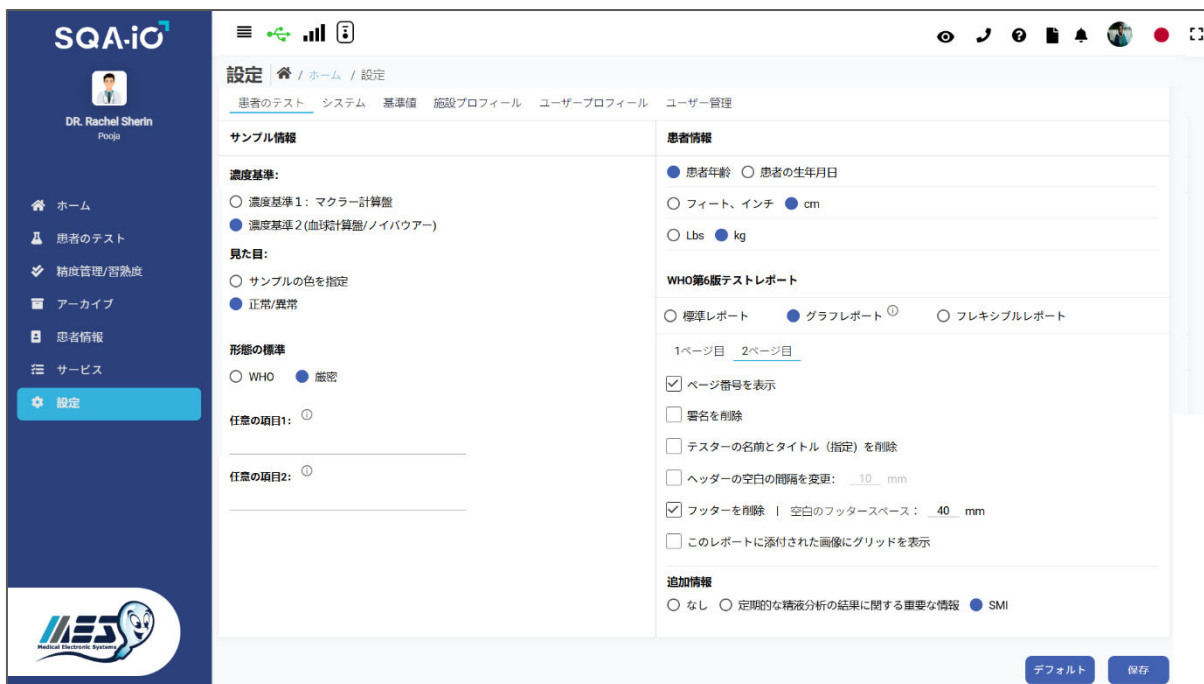 SQA-iO
DR. Rachel Sherin
Pooja
ホーム
患者のテスト
精度管理/習熟度
アーカイブ
患者情報
サービス
設定
MES
Medical Electronic Systems
設定 / ホーム / 設定
患者のテスト システム 基準値 施設プロフィール ユーザープロフィール ユーザー管理
サンプル情報
濃度基準:
濃度基準1: マクラー計算盤
濃度基準2(血球計算盤/ノイバウアー)
見た目:
サンプルの色を指定
正常/異常
形態の標準
WHO 厳密
任意の項目1:
任意の項目2:
患者情報
患者年齢 患者の生年月日
フィート、インチ cm
Lbs kg
WHO第6版テストレポート
標準レポート グラフレポート フレキシブルレポート
1ページ目 2ページ目
ページ番号を表示
署名を削除
テスターの名前とタイトル（指定）を削除
ヘッダーの空白の間隔を変更: 10 mm
フッターを削除 | 空白のフッタースペース： 40 mm
このレポートに添付された画像にグリッドを表示
追加情報
なし 定期的な精液分析の結果に関する重要な情報 SMI
デフォルト 保存